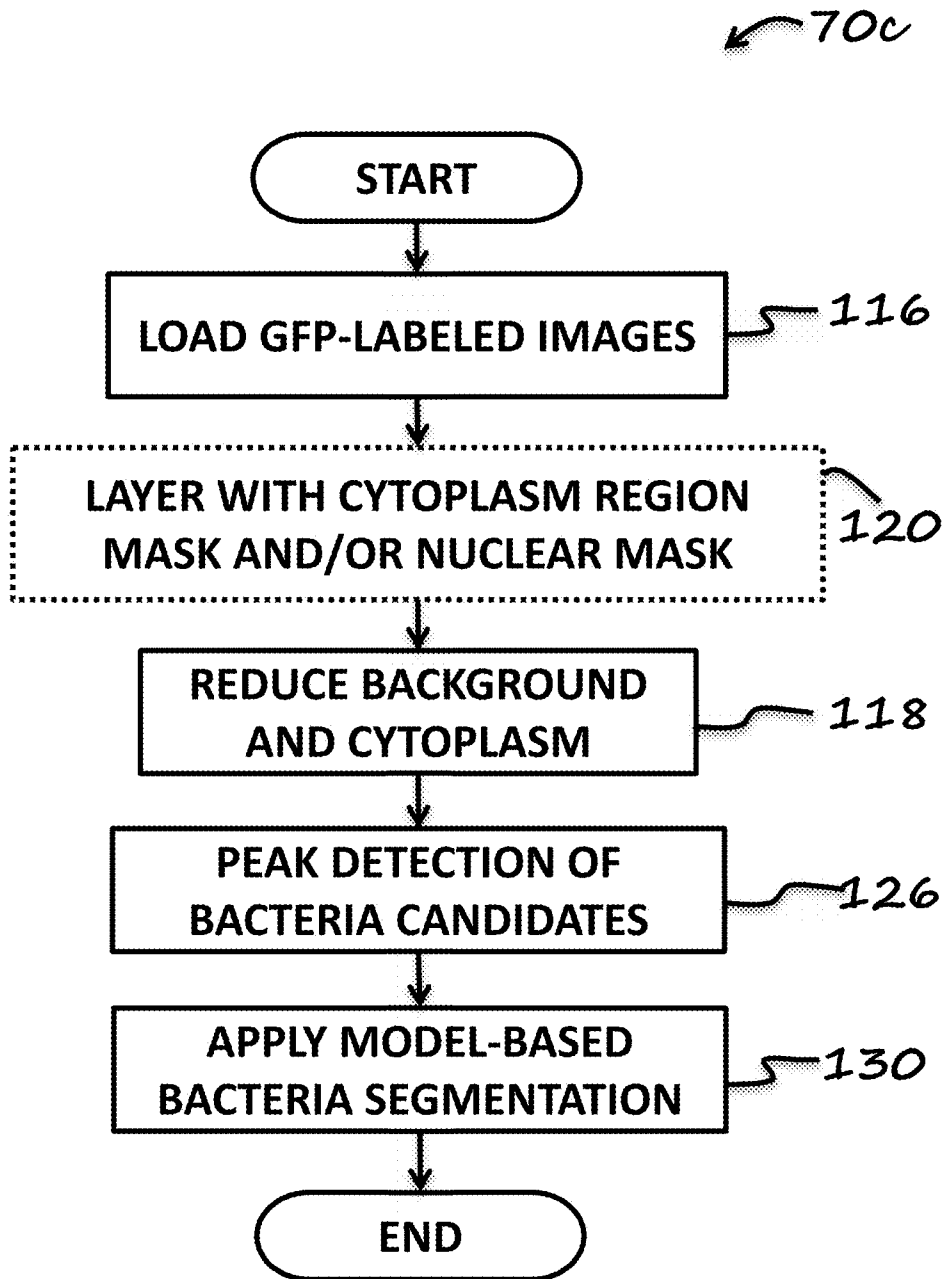 70c
START
LOAD GFP-LABELED IMAGES
116
LAYER WITH CYTOPLASM REGION
MASK AND/OR NUCLEAR MASK
120
REDUCE BACKGROUND
AND CYTOPLASM
118
PEAK DETECTION OF
BACTERIA CANDIDATES
126
APPLY MODEL-BASED
BACTERIA SEGMENTATION
130
END